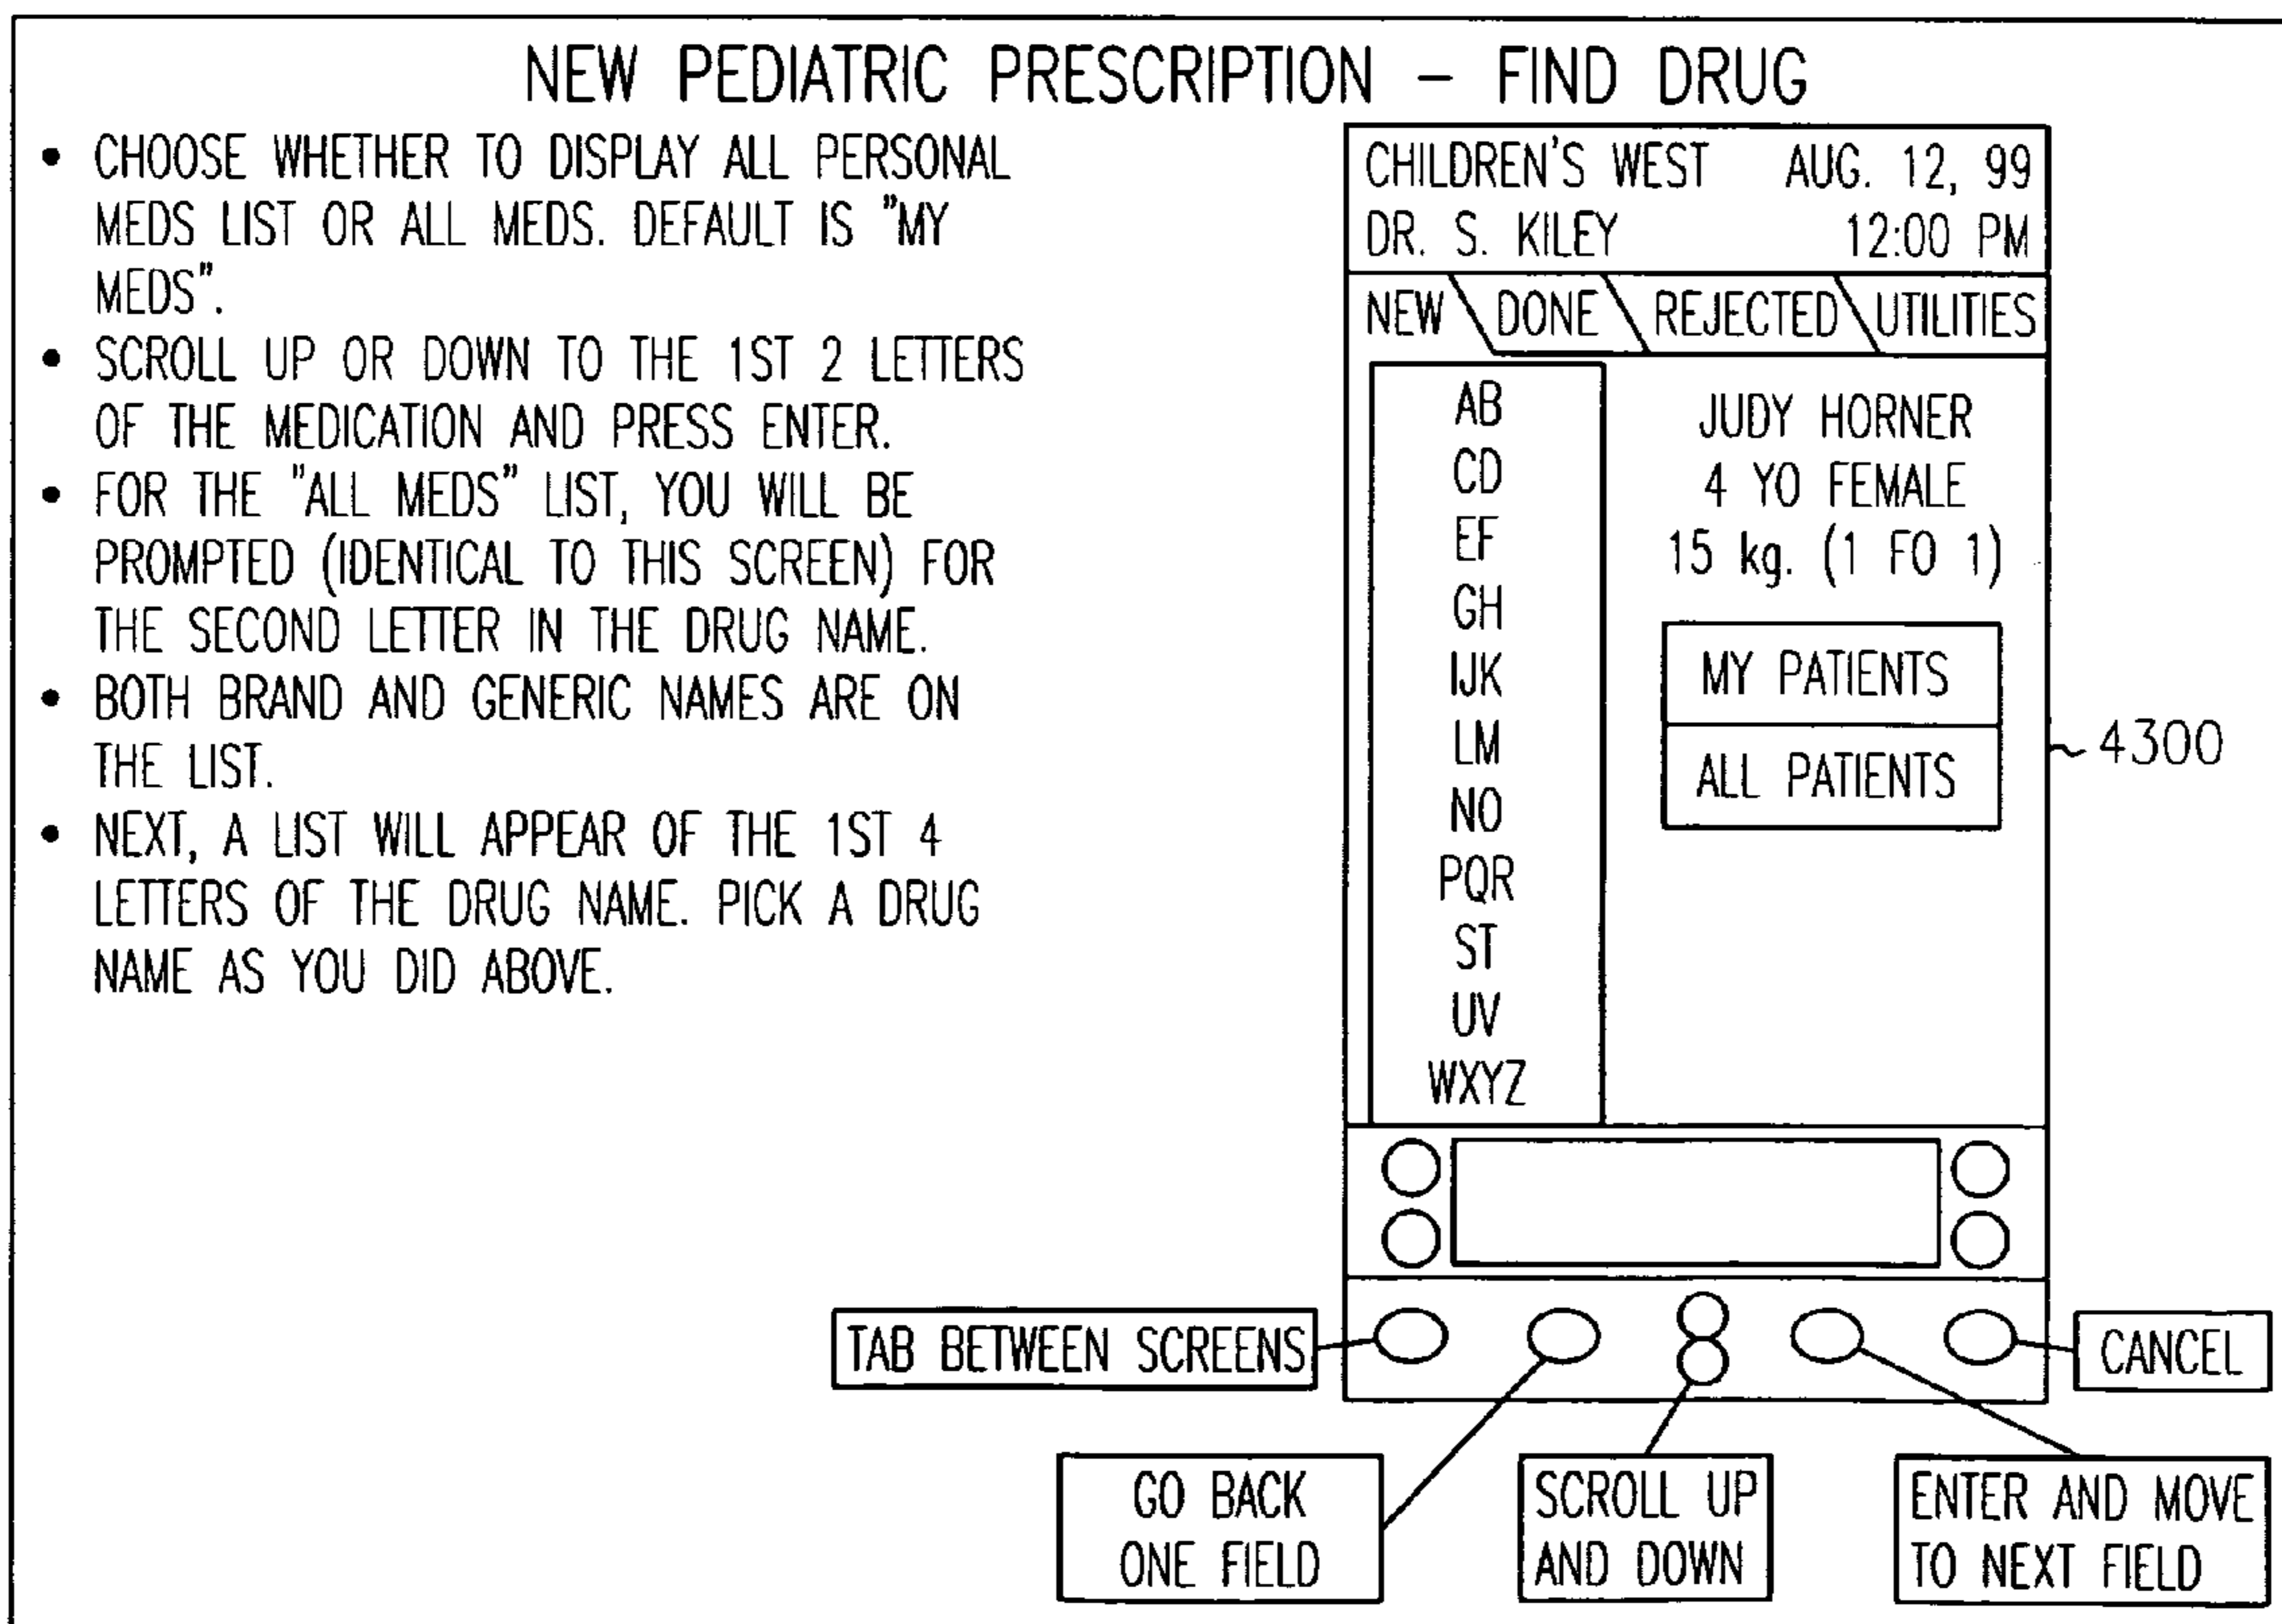 NEW PEDIATRIC PRESCRIPTION – FIND DRUG
• CHOOSE WHETHER TO DISPLAY ALL PERSONAL
MEDS LIST OR ALL MEDS. DEFAULT IS "MY
MEDS".
• SCROLL UP OR DOWN TO THE 1ST 2 LETTERS
OF THE MEDICATION AND PRESS ENTER.
• FOR THE "ALL MEDS" LIST, YOU WILL BE
PROMPTED (IDENTICAL TO THIS SCREEN) FOR
THE SECOND LETTER IN THE DRUG NAME.
• BOTH BRAND AND GENERIC NAMES ARE ON
THE LIST.
• NEXT, A LIST WILL APPEAR OF THE 1ST 4
LETTERS OF THE DRUG NAME. PICK A DRUG
NAME AS YOU DID ABOVE.
CHILDREN'S WEST AUG. 12, 99
DR. S. KILEY 12:00 PM
NEW DONE REJECTED UTILITIES
AB
CD
EF
GH
IJK
LM
NO
PQR
ST
UV
WXYZ
JUDY HORNER
4 YO FEMALE
15 kg. (1 FO 1)
MY PATIENTS
ALL PATIENTS
4300
TAB BETWEEN SCREENS
CANCEL
GO BACK
ONE FIELD
SCROLL UP
AND DOWN
ENTER AND MOVE
TO NEXT FIELD